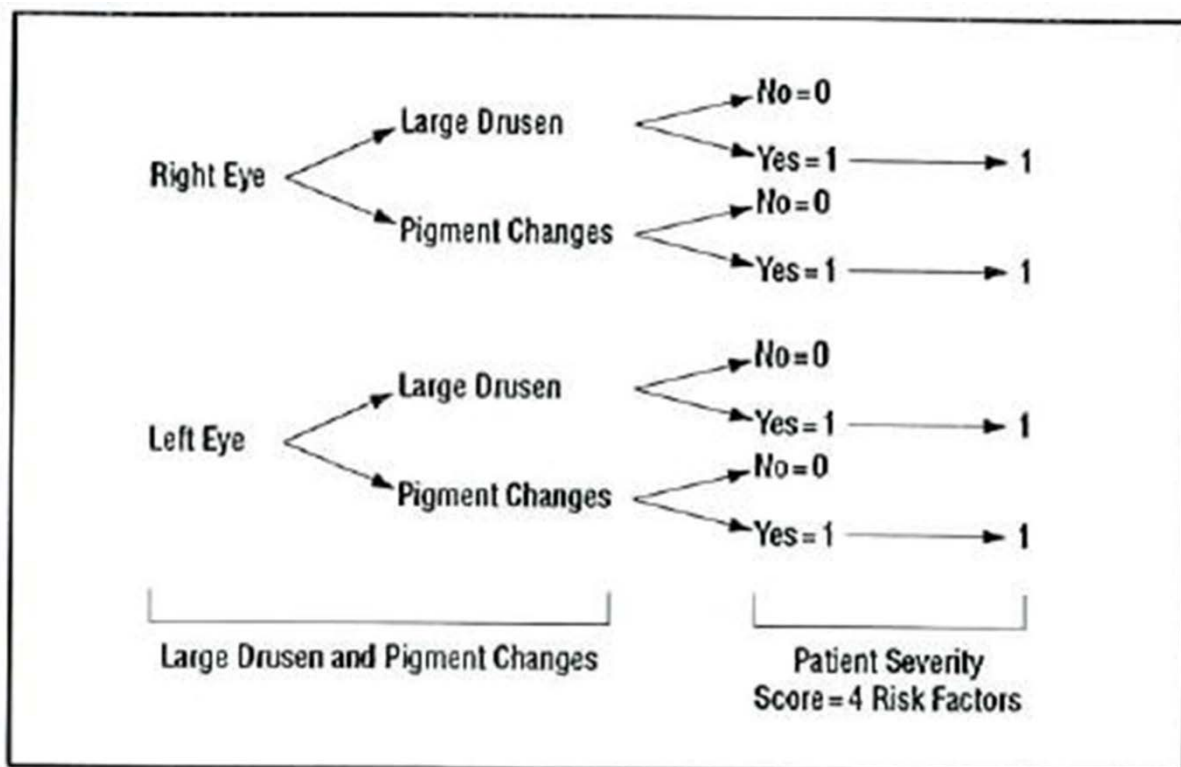 No = 0
Large Drusen
Yes = 1 1
Right Eye
No = 0
Pigment Changes
Yes = 1 1
No = 0
Large Drusen
Yes = 1 1
Left Eye
No = 0
Pigment Changes
Yes = 1 1
Large Drusen and Pigment Changes
Patient Severity
Score = 4 Risk Factors